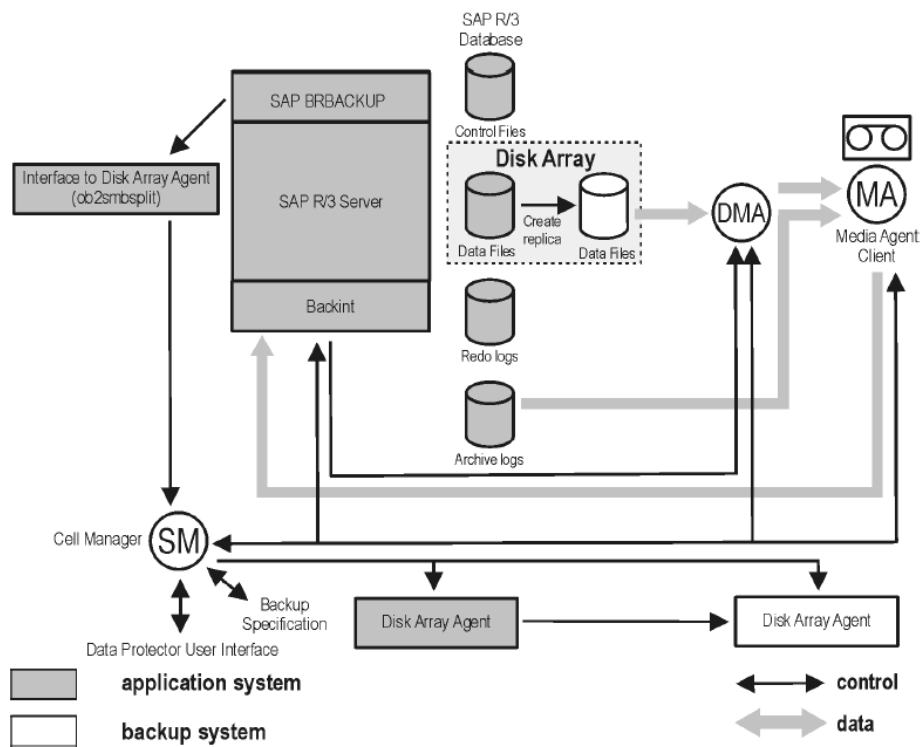 SAP R/3
Database
SAP BRBACKUP
Control Files
Disk Array
Interface to Disk Array Agent
(ob2smbsplit)
SAP R/3 Server
Create
replica
Data Files
Data Files
DMA
MA
Media Agent
Client
Backint
Redo logs
Archive logs
Cell Manager
SM
Backup
Specification
Disk Array Agent
Disk Array Agent
Data Protector User Interface
application system
control
backup system
data